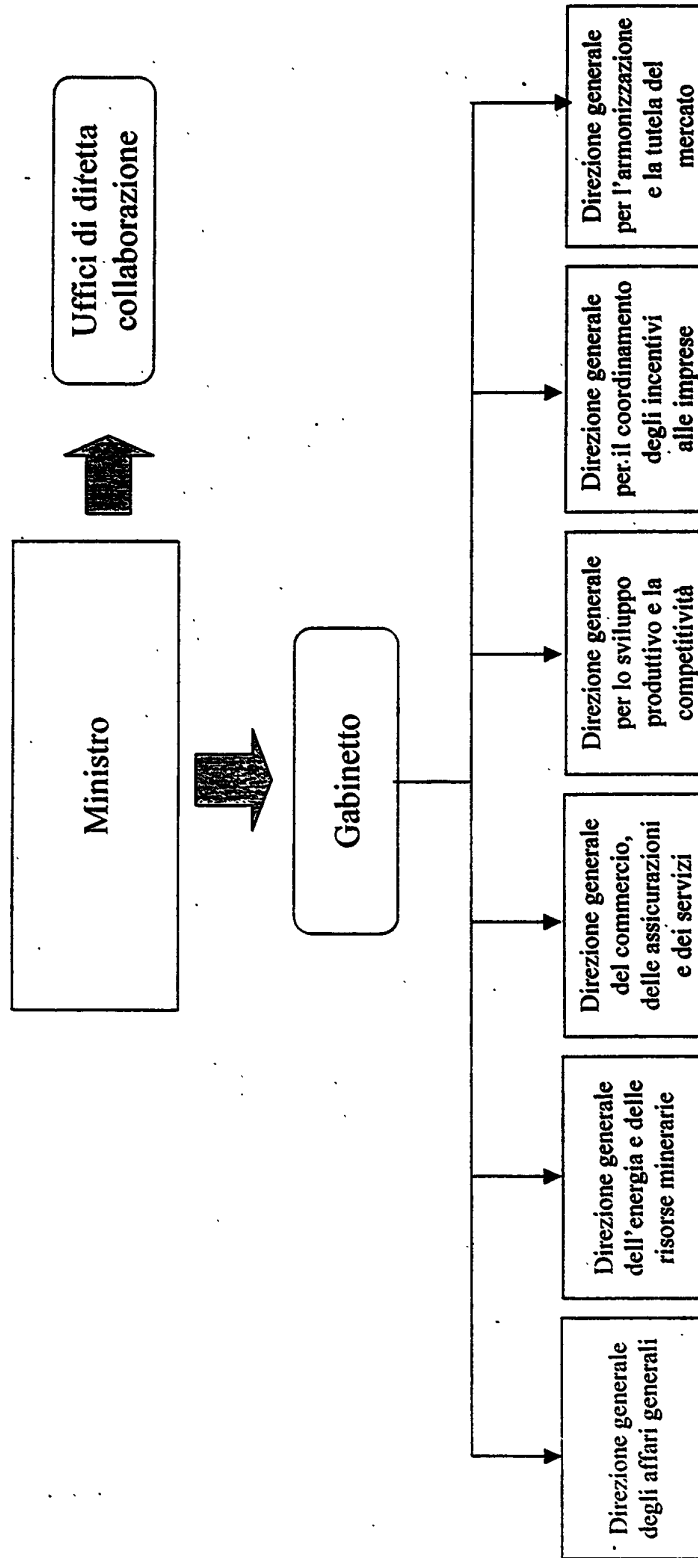 Ministro
Uffici di diretta
collaborazione
Gabinetto
Direzione generale
degli affari generali
Direzione generale
dell'energia e delle
risorse minerarie
Direzione generale
del commercio,
delle assicurazioni
e dei servizi
Direzione generale
per lo sviluppo
produttivo e la
competitività
Direzione generale
per il coordinamento
degli incentivi
alle imprese
Direzione generale
per l'armonizzazione
e la tutela del
mercato